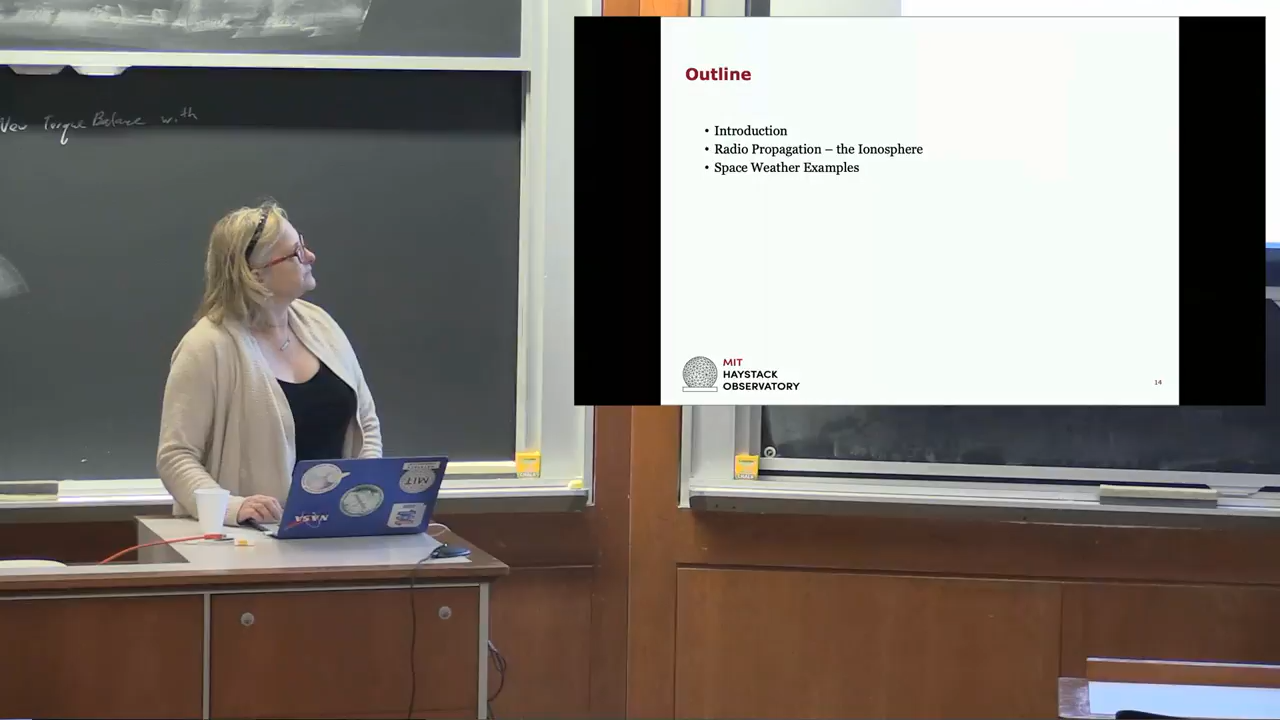 New Torque Balance with
Outline
• Introduction
• Radio Propagation – the Ionosphere
• Space Weather Examples
MIT
HAYSTACK
OBSERVATORY
14
MIT
NASA